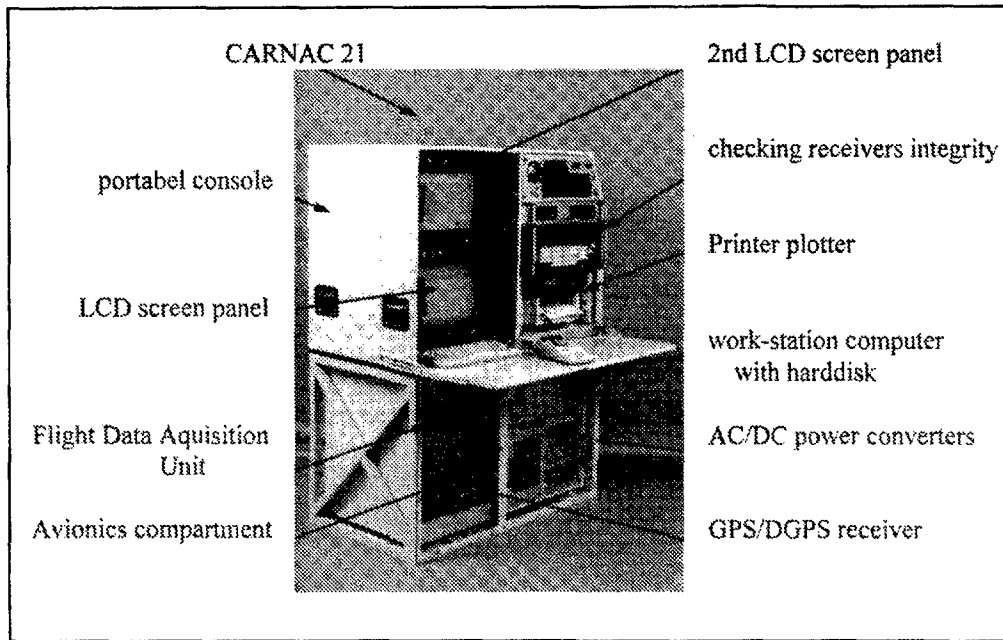 CARNAC 21
2nd LCD screen panel
portabel console
checking receivers integrity
LCD screen panel
Printer plotter
work-station computer
with harddisk
Flight Data Aquisition
Unit
AC/DC power converters
Avionics compartment
GPS/DGPS receiver